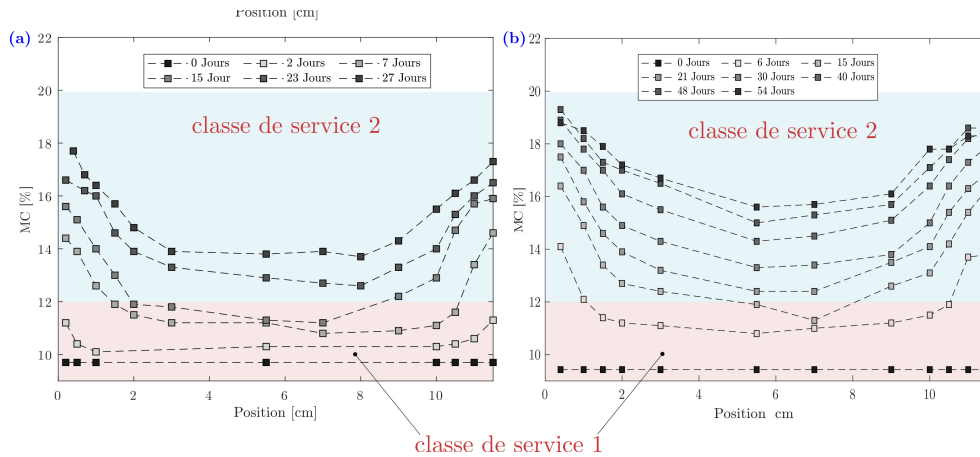 Position [cm]
(a)
22
20
18
16
14
12
10
MC [%]
0 Jours
2 Jours
7 Jours
15 Jour
23 Jours
27 Jours
classe de service 2
0
2
4
6
8
10
Position [cm]
(b)
22
20
18
16
14
12
10
MC [%]
0 Jours
6 Jours
15 Jours
21 Jours
30 Jours
40 Jours
48 Jours
54 Jours
classe de service 2
0
2
4
6
8
10
Position cm
classe de service 1